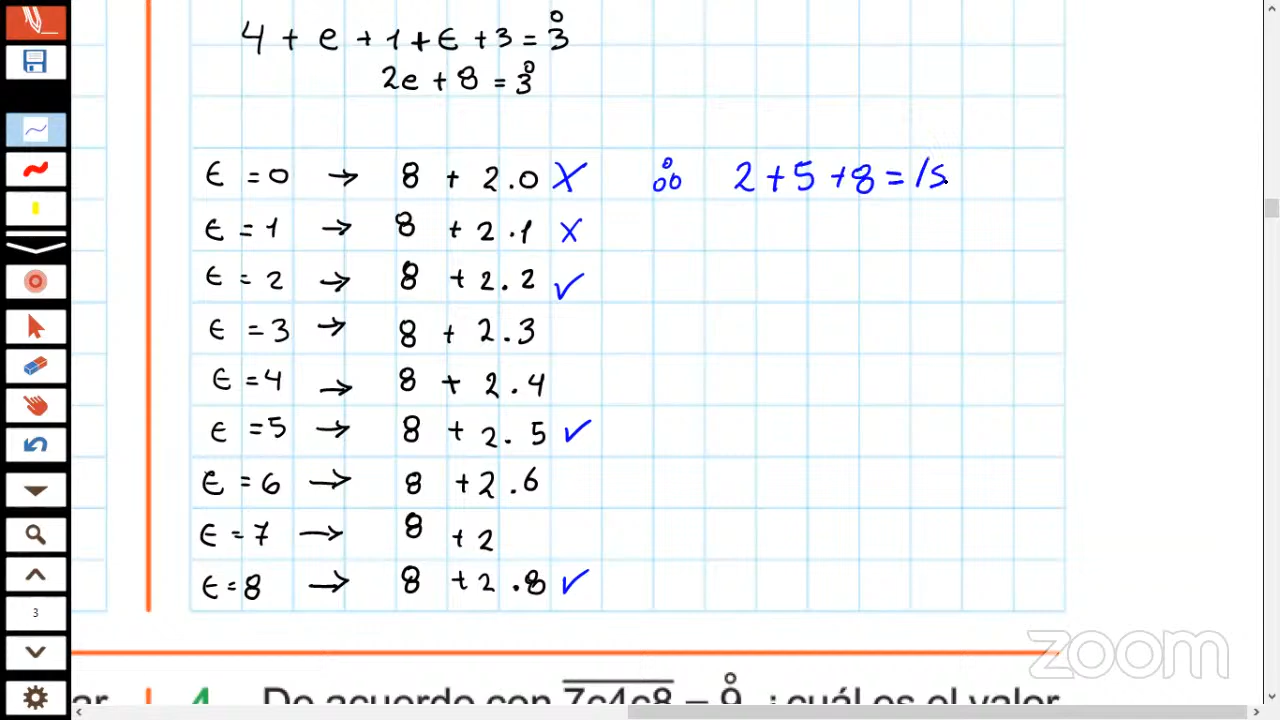 4 + e + 1 + e + 3 = 3̊
2e + 8 = 3̊
e = 0 → 8 + 2.0 X ∴ 2 + 5 + 8 = 15
e = 1 → 8 + 2.1 X
e = 2 → 8 + 2.2 ✓
e = 3 → 8 + 2.3
e = 4 → 8 + 2.4
e = 5 → 8 + 2.5 ✓
e = 6 → 8 + 2.6
e = 7 → 8 + 2
e = 8 → 8 + 2.8 ✓
3
zoom
ar
4 De acuerdo con 7c4c8 = 9̊ ¿cuál es el valor